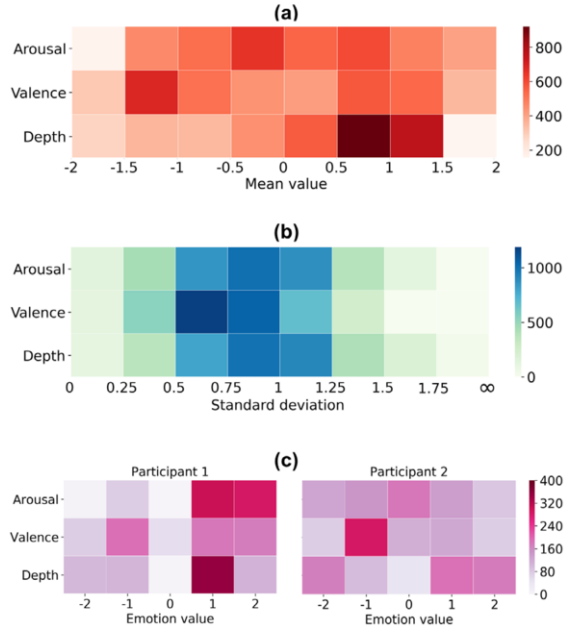 (a)
Arousal
Valence
Depth
-2 -1.5 -1 -0.5 0 0.5 1 1.5 2
Mean value
800
600
400
200
(b)
Arousal
Valence
Depth
0 0.25 0.5 0.75 1 1.25 1.5 1.75 ∞
Standard deviation
1000
500
0
(c)
Participant 1 Participant 2
Arousal
Valence
Depth
-2 -1 0 1 2
Emotion value
-2 -1 0 1 2
Emotion value
400
320
240
160
80
0